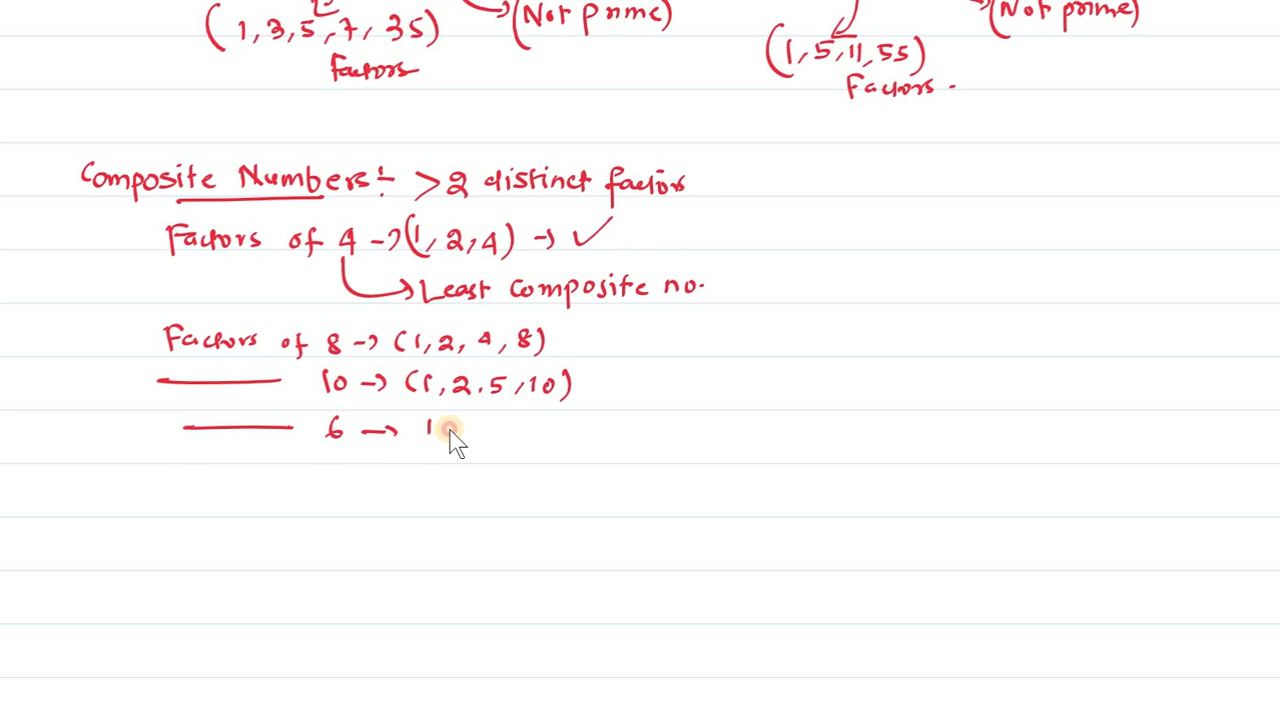 (1,3,5,7,35)
Factors
(Not prime)
(1,5,11,55)
Factors.
(Not prime)
Composite Numbers:- >2 distinct factors
Factors of 4 -> (1,2,4) -> ✓
Least composite no.
Factors of 8 -> (1,2,4,8)
10 -> (1,2.5,10)
6 -> 1